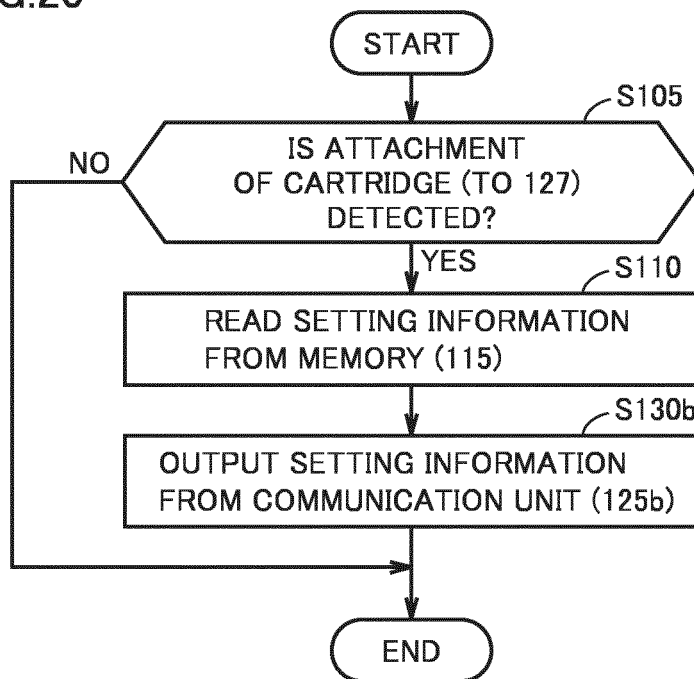 START
S105
IS ATTACHMENT
OF CARTRIDGE (TO 127)
DETECTED?
NO
YES
S110
READ SETTING INFORMATION
FROM MEMORY (115)
S130b
OUTPUT SETTING INFORMATION
FROM COMMUNICATION UNIT (125b)
END